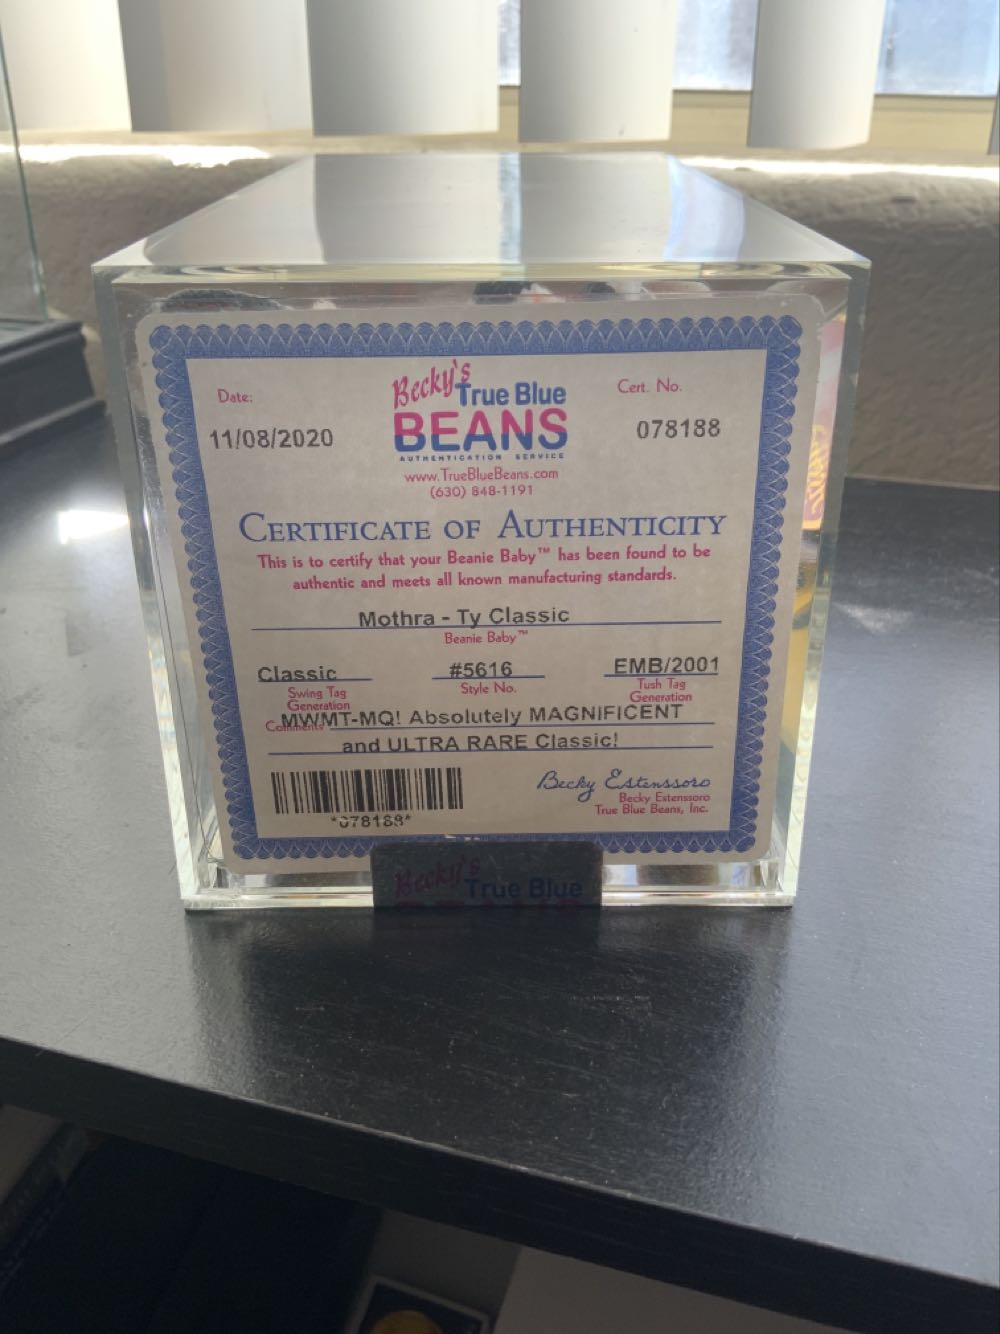 Date:
11/08/2020
Becky's
True Blue
BEANS
AUTHENTICATION SERVICE
www.TrueBlueBeans.com
(630) 848-1191
Cert. No.
078188
CERTIFICATE OF AUTHENTICITY
This is to certify that your Beanie Baby™ has been found to be
authentic and meets all known manufacturing standards.
Mothra - Ty Classic
Beanie Baby™
Classic #5616 EMB/2001
Swing Tag Generation
Style No.
Tush Tag Generation
Comments MWMT-MQ! Absolutely MAGNIFICENT
and ULTRA RARE Classic!
*078188*
Becky Estenssoro
Becky Estenssoro
True Blue Beans, Inc.
Becky's
True Blue